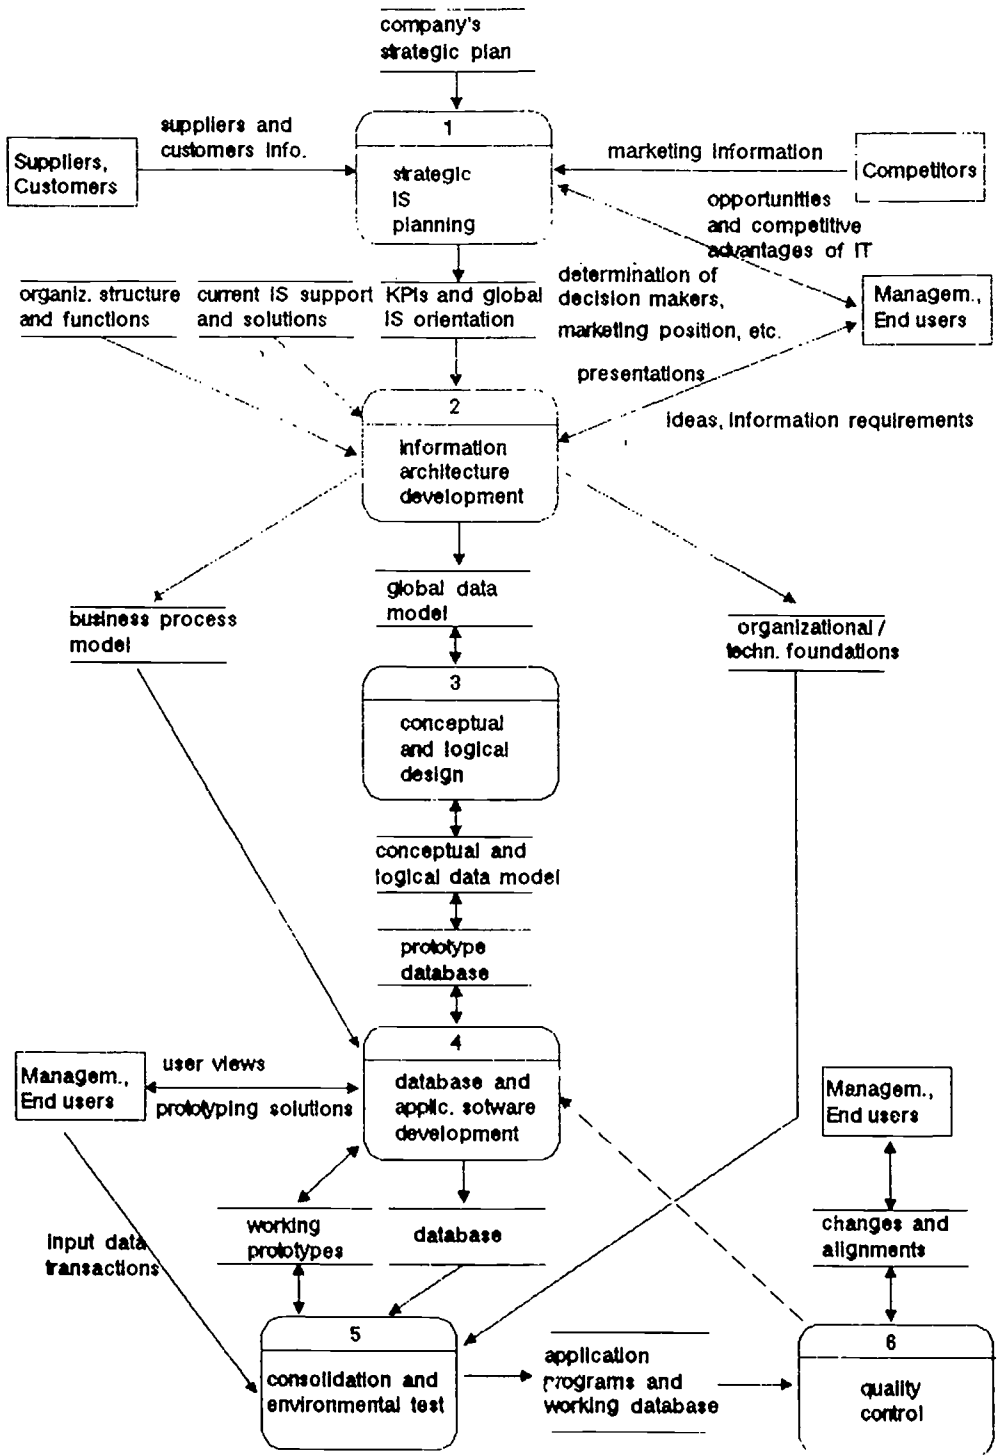 company's
strategic plan
1
strategic
IS
planning
suppliers and
customers info.
Suppliers,
Customers
marketing information
Competitors
opportunities
and competitive
advantages of IT
determination of
decision makers,
marketing position, etc.
Managem.,
End users
organiz. structure
and functions
current IS support
and solutions
KPIs and global
IS orientation
presentations
ideas, information requirements
2
information
architecture
development
business process
model
global data
model
organizational /
techn. foundations
3
conceptual
and logical
design
conceptual and
logical data model
prototype
database
4
database and
applic. sotware
development
Managem.,
End users
user views
prototyping solutions
Managem.,
End users
working
prototypes
database
changes and
alignments
input data
transactions
5
consolidation and
environmental test
application
programs and
working database
6
quality
control